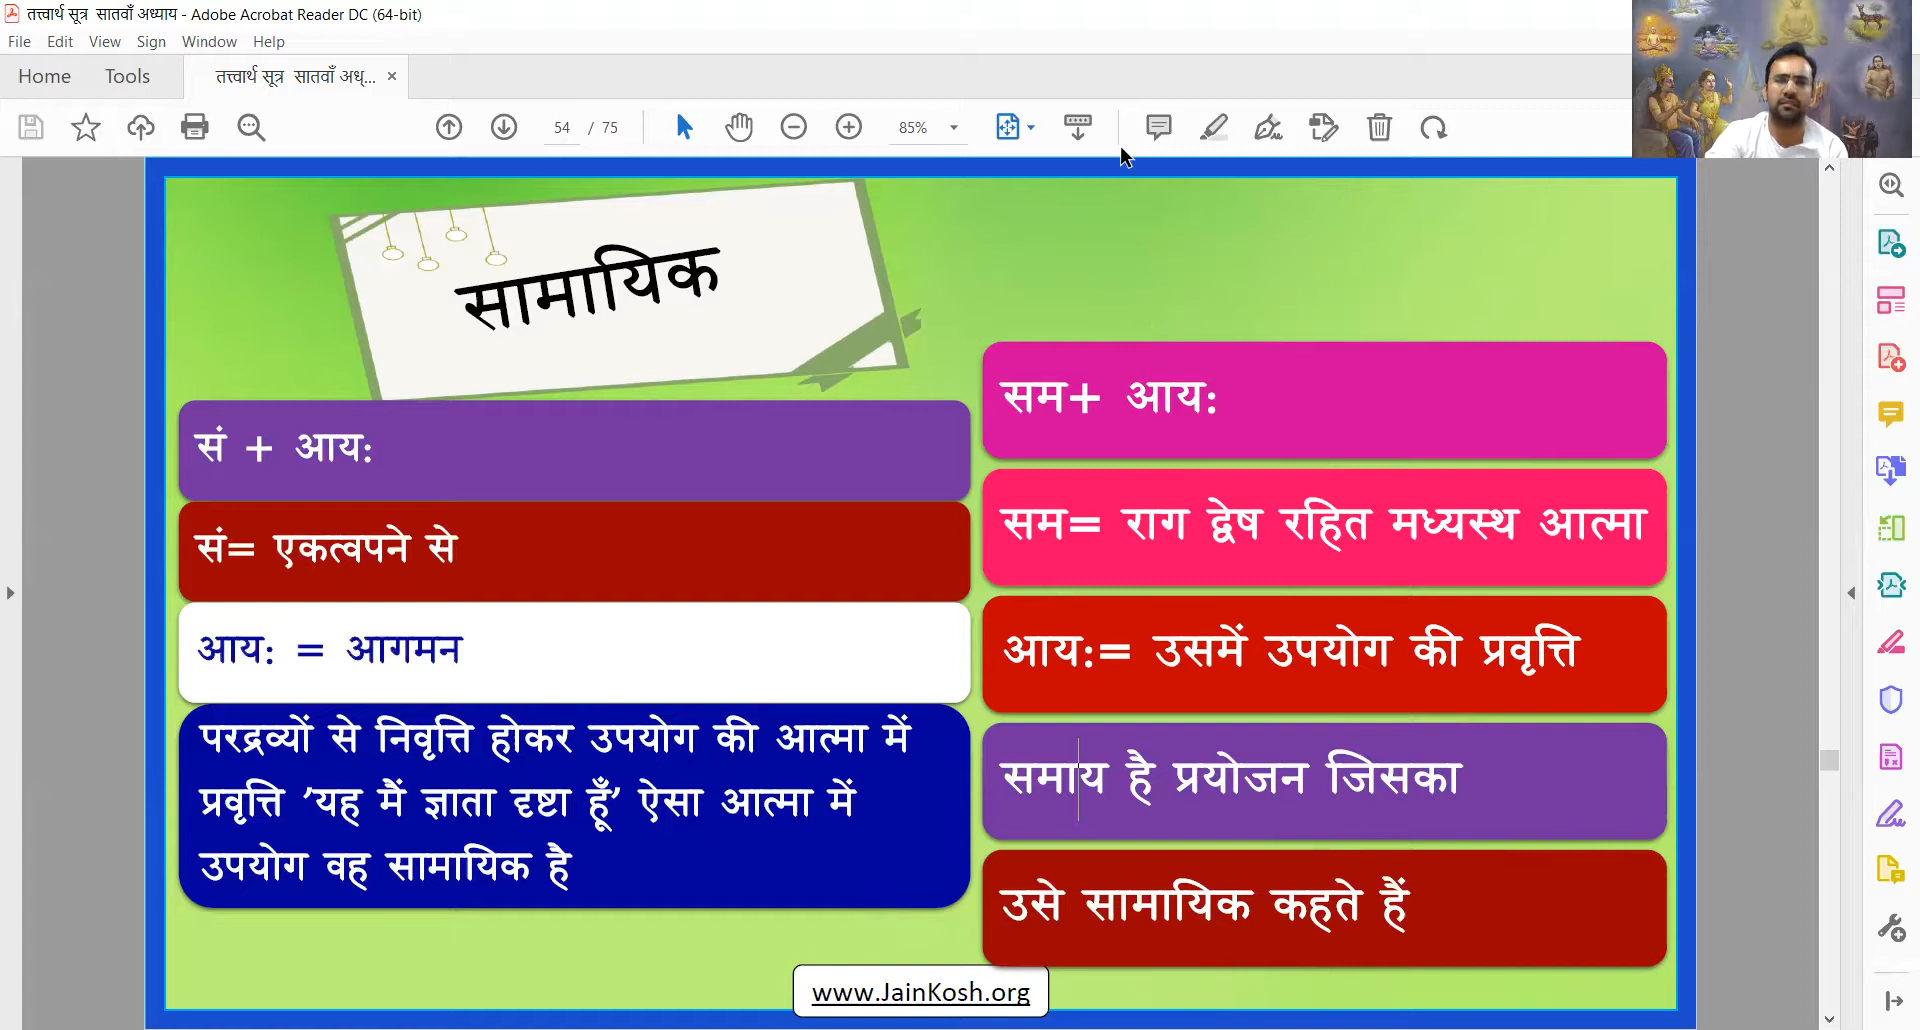 तत्त्वार्थ सूत्र  सातवाँ अध्याय - Adobe Acrobat Reader DC (64-bit)
File Edit View Sign Window Help
Home Tools तत्त्वार्थ सूत्र  सातवाँ अध्... ×
54 / 75 85%
सामायिक
सं + आय:
सं= एकत्वपने से
आय: = आगमन
परद्रव्यों से निवृत्ति होकर उपयोग की आत्मा में
प्रवृत्ति ’यह मैं ज्ञाता दृष्टा हूँ’ ऐसा आत्मा में
उपयोग वह सामायिक है
सम+ आय:
सम= राग द्वेष रहित मध्यस्थ आत्मा
आय:= उसमें उपयोग की प्रवृत्ति
समाय है प्रयोजन जिसका
उसे सामायिक कहते हैं
www.JainKosh.org